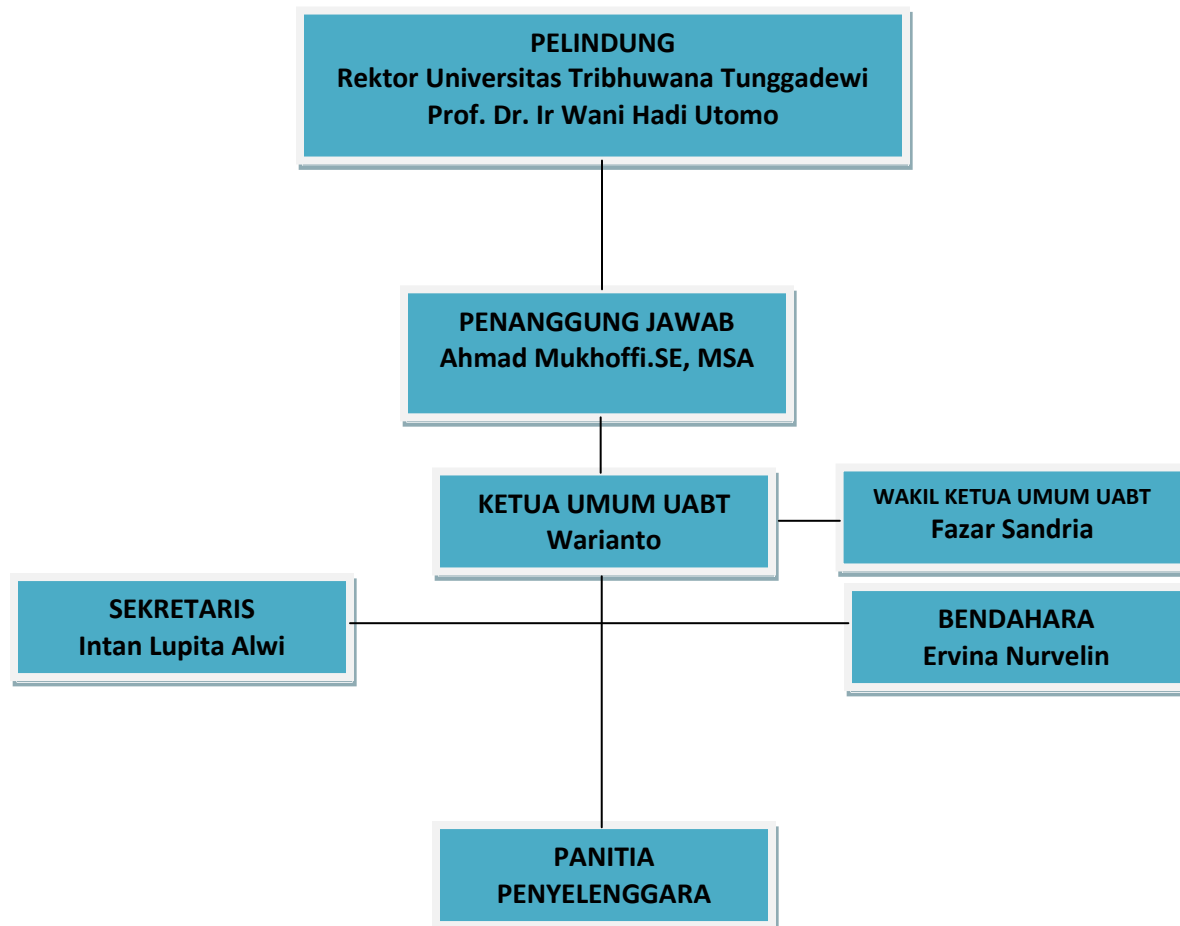 PELINDUNG
Rektor Universitas Tribhuwana Tunggadewi
Prof. Dr. Ir Wani Hadi Utomo
PENANGGUNG JAWAB
Ahmad Mukhoffi.SE, MSA
KETUA UMUM UABT
Warianto
WAKIL KETUA UMUM UABT
Fazar Sandria
SEKRETARIS
Intan Lupita Alwi
BENDAHARA
Ervina Nurvelin
PANITIA
PENYELENGGARA